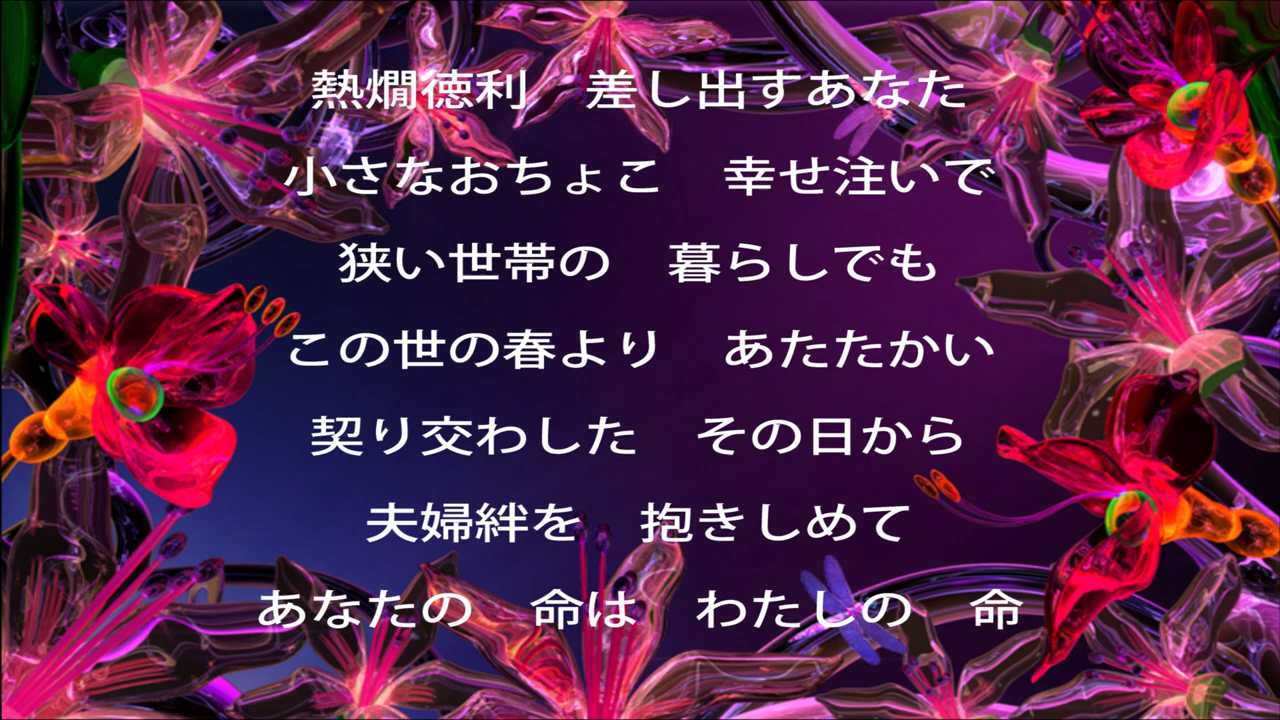 熱燗徳利　差し出すあなた
小さなおちょこ　幸せ注いで
狭い世帯の　暮らしでも
この世の春より　あたたかい
契り交わした　その日から
夫婦絆を　抱きしめて
あなたの　命は　わたしの　命